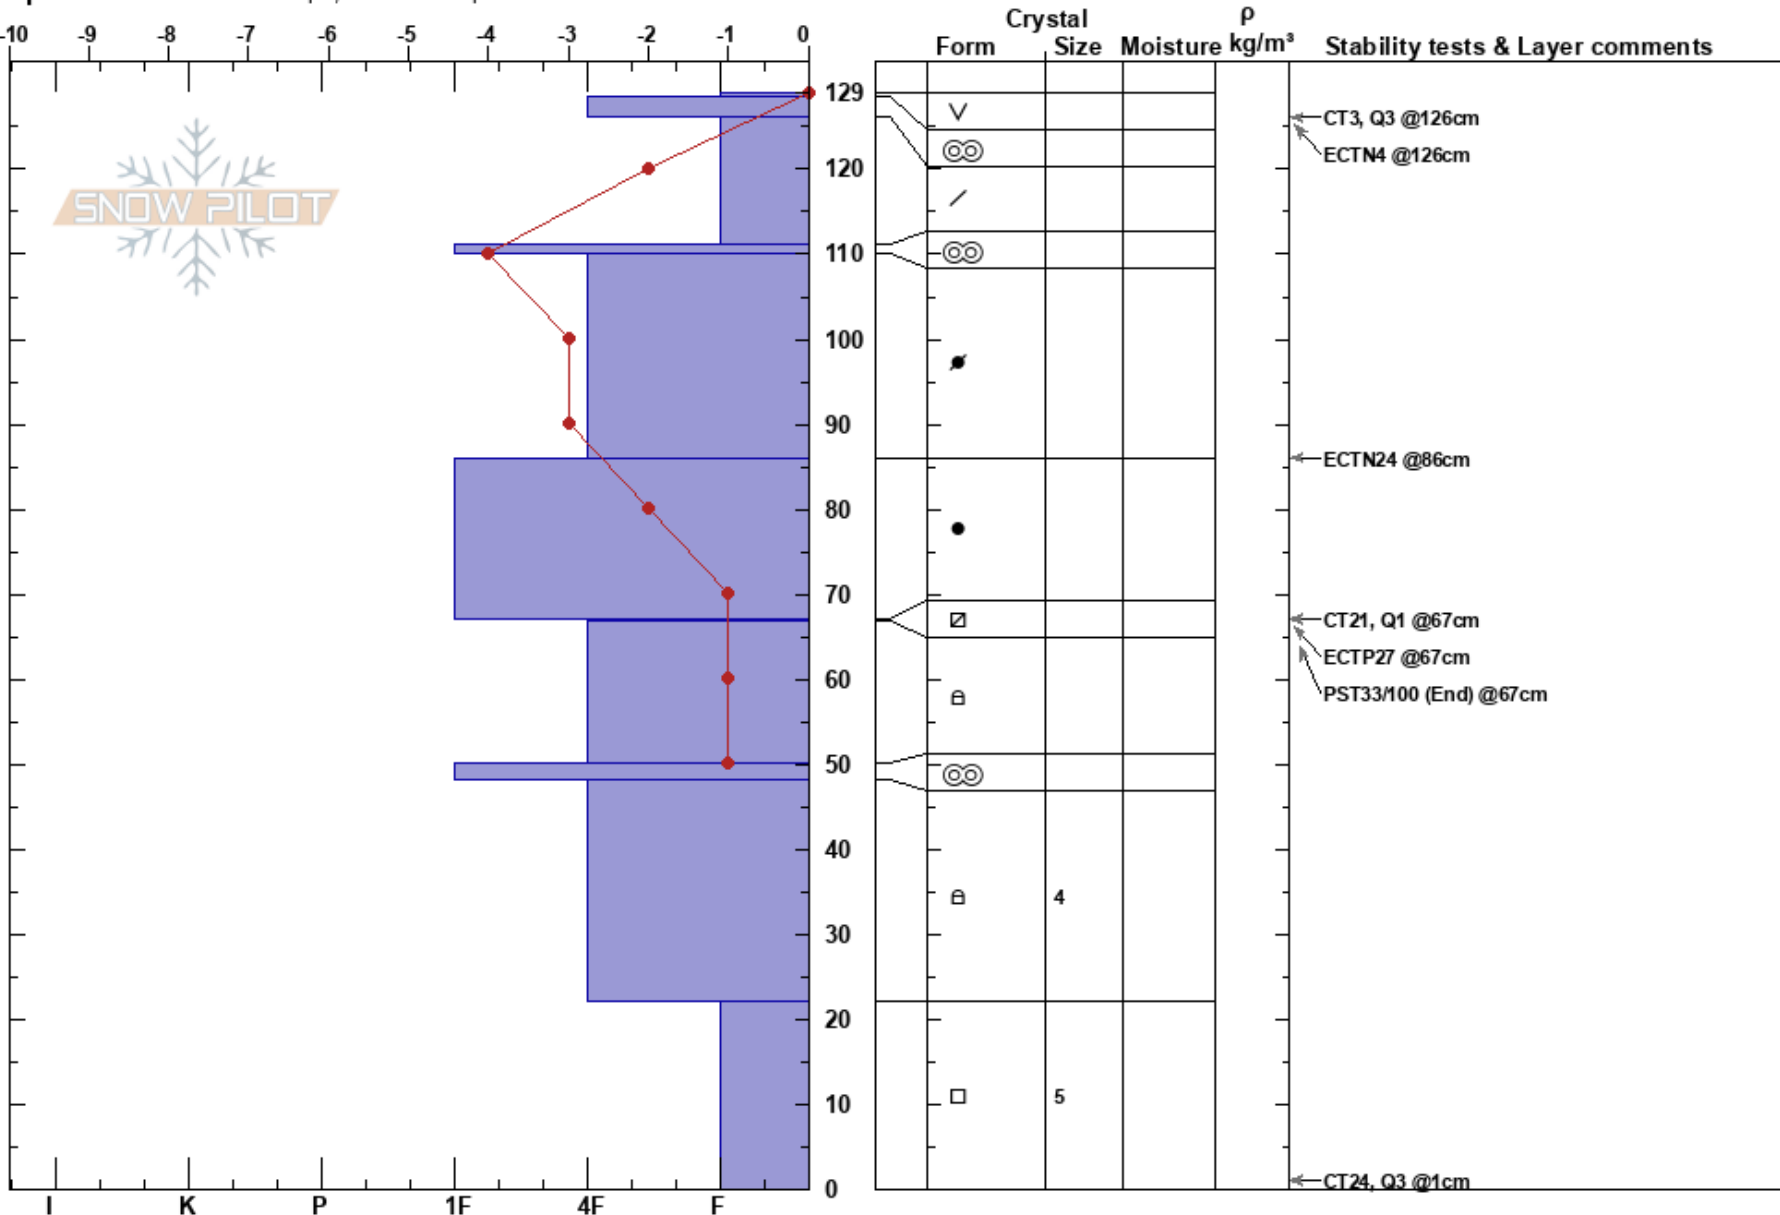 Crystal ρ
-10 -9 -8 -7 -6 -5 -4 -3 -2 -1 0 Form Size Moisture kg/m³ Stability tests & Layer comments
129
CT3, Q3 @126cm
ECTN4 @126cm
120
SNOW PILOT
110
100
90
ECTN24 @86cm
80
70
CT21, Q1 @67cm
ECTP27 @67cm
60
PST33/100 (End) @67cm
50
40
4
30
20
10
5
CT24, Q3 @1cm
0
I K P 1F 4F F